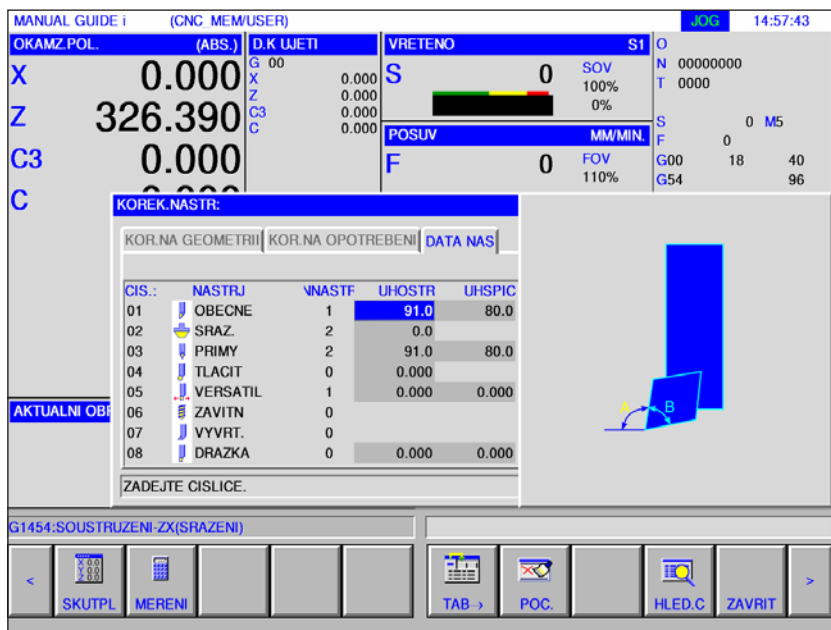 MANUAL GUIDE i (CNC_MEM/USER) JOG 14:57:43
OKAMZ.POL. (ABS.)
X 0.000
Z 326.390
C3 0.000
C
D.K UJETI
G 00
X 0.000
Z 0.000
C3 0.000
C 0.000
VRETENO S1
S 0 SOV
100%
0%
POSUV MM/MIN.
F 0 FOV
110%
O
N 00000000
T 0000
S 0 M5
F 0
G00 18 40
G54 96
KOREK.NASTR:
KOR.NA GEOMETRII KOR.NA OPOTREBENI DATA NAS
CIS.: NASTRJ \NASTF UHOSTR UHSPIC
01 OBECNE 1 91.0 80.0
02 SRAZ. 2 0.0
03 PRIMY 2 91.0 80.0
04 TLACIT 0 0.000
05 VERSATIL 1 0.000 0.000
06 ZAVITN 0
07 VYVRT. 0
08 DRAZKA 0 0.000 0.000
ZADEJTE CISLICE.
A B
AKTUALNI OBR
G1454:SOUSTRUZENI-ZX(SRAZENI)
< SKUTPL MERENI TAB→ POC. HLED.C ZAVRIT >